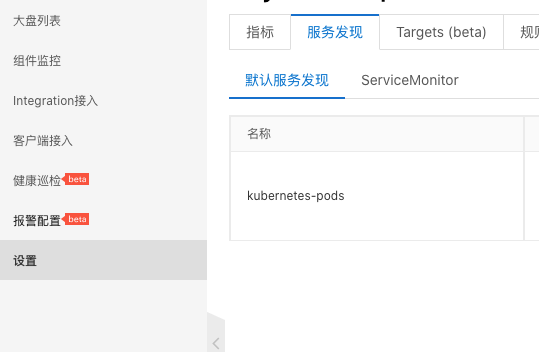 大盘列表
组件监控
Integration接入
客户端接入
健康巡检 beta
报警配置 beta
设置
指标 服务发现 Targets (beta)
默认服务发现 ServiceMonitor
名称
kubernetes-pods